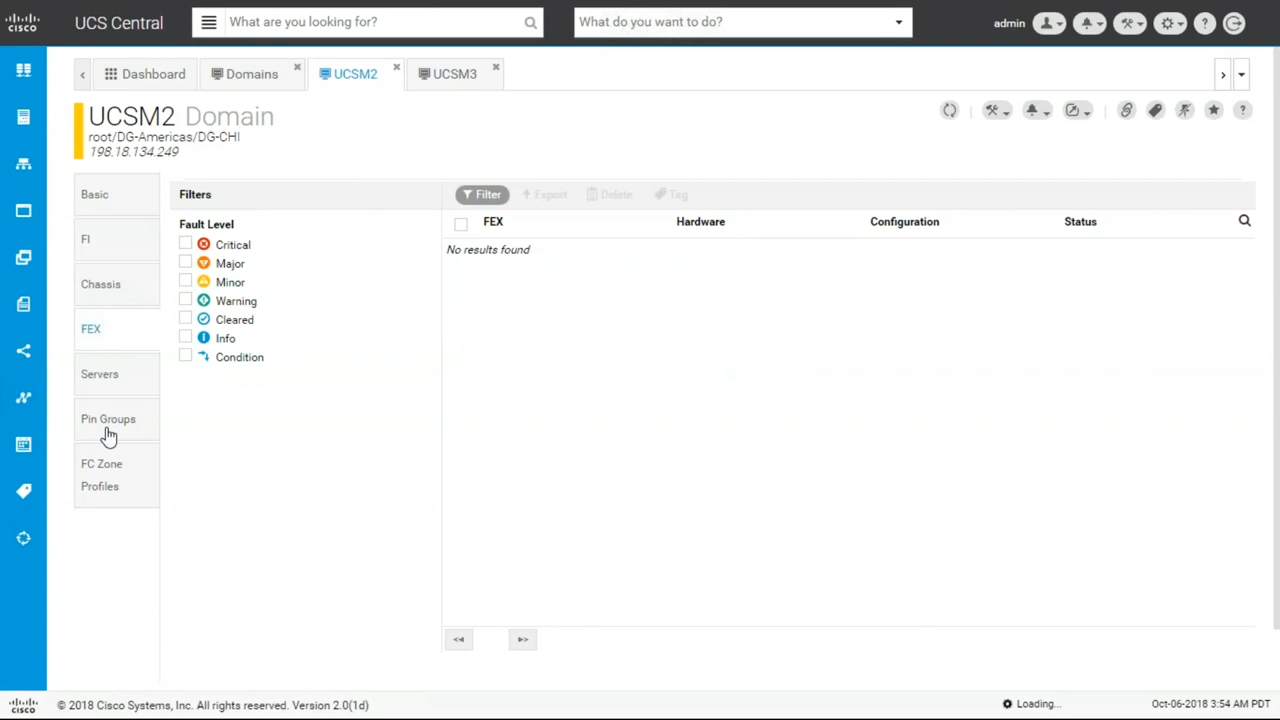 CISCO
UCS Central
What are you looking for?
What do you want to do?
admin
Dashboard
Domains
UCSM2
UCSM3
UCSM2 Domain
root/DG-Americas/DG-CHI
198.18.134.249
Basic
FI
Chassis
FEX
Servers
Pin Groups
FC Zone
Profiles
Filters
Fault Level
Critical
Major
Minor
Warning
Cleared
Info
Condition
Filter Export Delete Tag
FEX Hardware Configuration Status
No results found
CISCO
© 2018 Cisco Systems, Inc. All rights reserved. Version 2.0(1d)
Loading...
Oct-06-2018 3:54 AM PDT